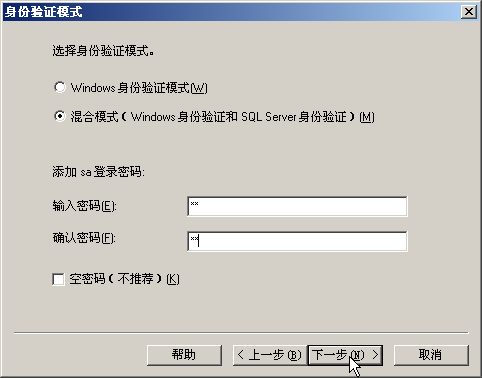 身份验证模式
选择身份验证模式。
Windows 身份验证模式(W)
混合模式（Windows 身份验证和 SQL Server 身份验证）(M)
添加 sa 登录密码:
输入密码(E): **
确认密码(F): **
空密码（不推荐）(K)
帮助 < 上一步(B) 下一步(N) > 取消